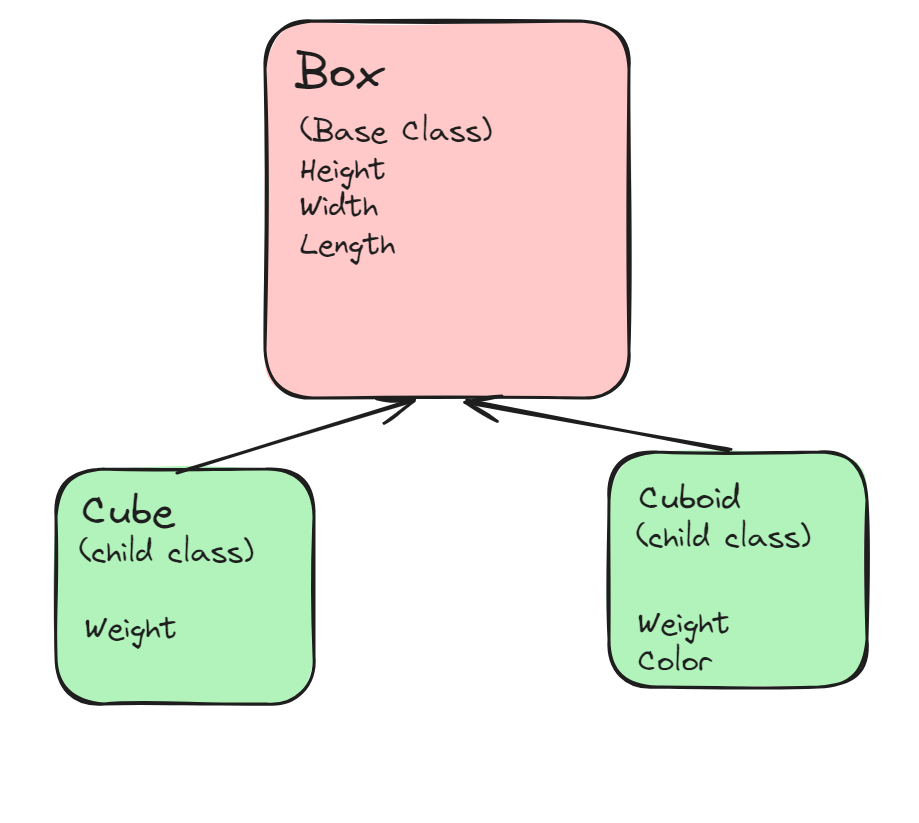 Box
(Base Class)
Height
Width
Length
Cube
(child class)
Weight
Cuboid
(child class)
Weight
Color